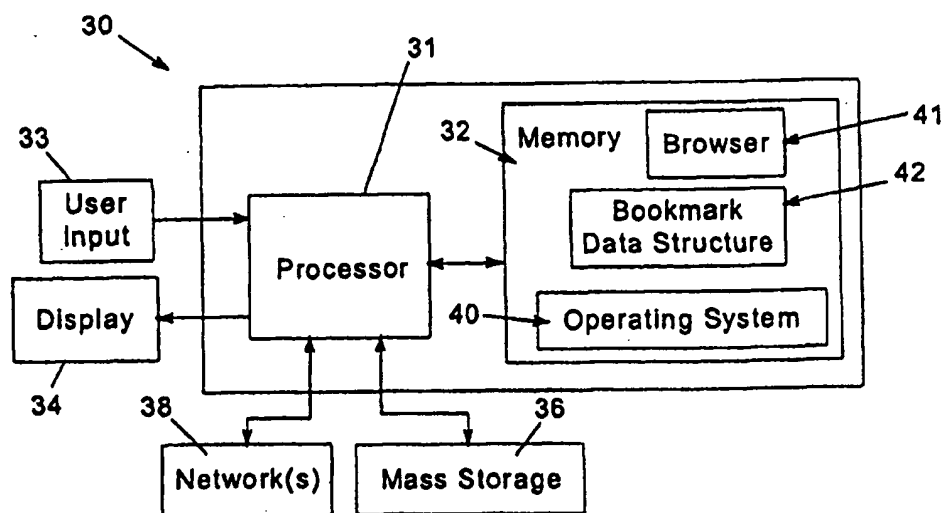 30
31
33
User
Input
Processor
32
Memory
Browser
41
42
Bookmark
Data Structure
Display
34
40
Operating System
38
36
Network(s)
Mass Storage